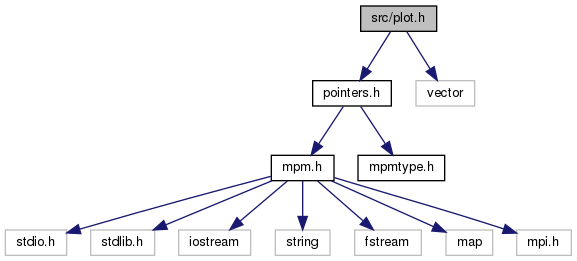 src/plot.h
pointers.h
vector
mpm.h
mpmtype.h
stdio.h
stdlib.h
iostream
string
fstream
map
mpi.h